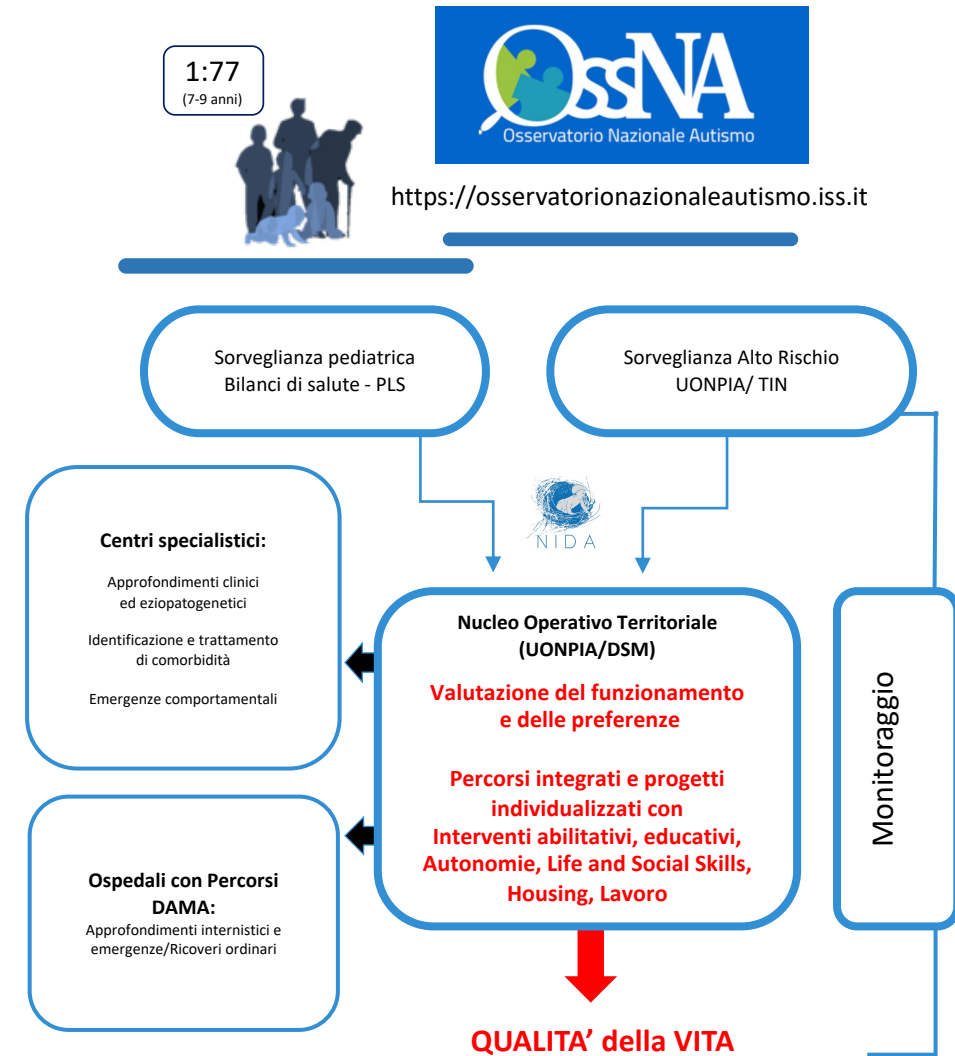 1:77
(7-9 anni)
OssNA
Osservatorio Nazionale Autismo
https://osservatorionazionaleautismo.iss.it
Sorveglianza pediatrica
Bilanci di salute - PLS
Sorveglianza Alto Rischio
UONPIA/ TIN
NIDA
Centri specialistici:
Approfondimenti clinici
ed eziopatogenetici
Identificazione e trattamento
di comorbidità
Emergenze comportamentali
Nucleo Operativo Territoriale
(UONPIA/DSM)
Valutazione del funzionamento
e delle preferenze
Percorsi integrati e progetti
individualizzati con
Interventi abilitativi, educativi,
Autonomie, Life and Social Skills,
Housing, Lavoro
Monitoraggio
Ospedali con Percorsi
DAMA:
Approfondimenti internistici e
emergenze/Ricoveri ordinari
QUALITA’ della VITA